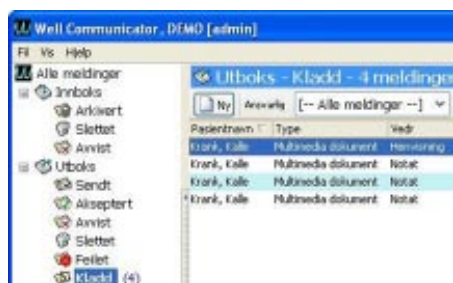 Well Communicator, DEMO [admin]
Fil Vis Hjelp
Alle meldinger
Innboks
Arkivert
Slettet
Avvist
Utboks
Sendt
Akseptert
Avvist
Slettet
Feilet
Kladd (4)
Utboks - Kladd - 4 meldinger
Ny Ansvarlig [-- Alle meldinger --]
Pasientnavn Type Vedr
Krank, Kalle Multimedia dokument Henvisning
Krank, Kalle Multimedia dokument Notat
Krank, Kalle Multimedia dokument Notat
Krank, Kalle Multimedia dokument Notat